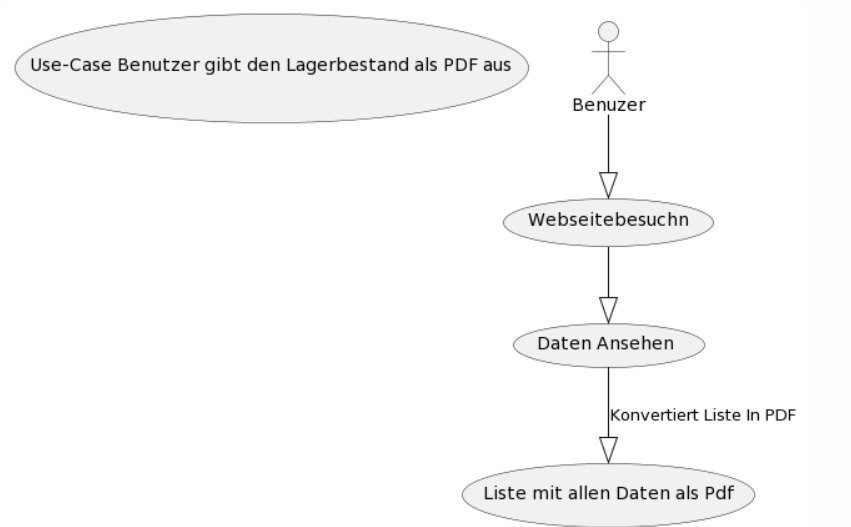 Use-Case Benutzer gibt den Lagerbestand als PDF aus
Benuzer
Webseitebesuchn
Daten Ansehen
Konvertiert Liste In PDF
Liste mit allen Daten als Pdf